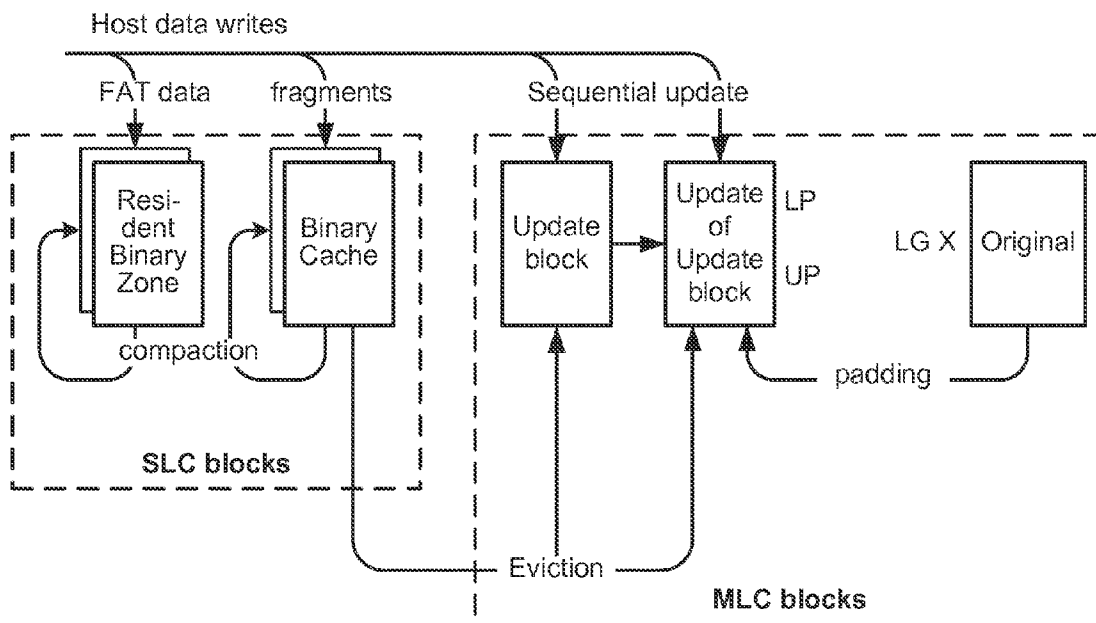 Host data writes
FAT data
fragments
Sequential update
Resi-
dent
Binary
Zone
Binary
Cache
Update
block
Update
of
Update
block
LP
UP
LG X
Original
compaction
padding
SLC blocks
Eviction
MLC blocks